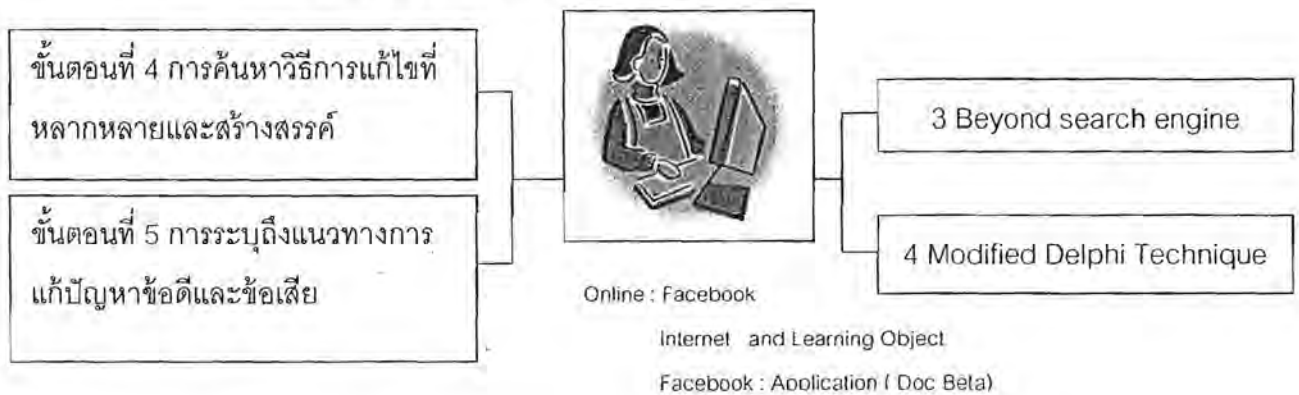 ขั้นตอนที่ 4 การค้นหาวิธีการแก้ไขที่
หลากหลายและสร้างสรรค์
ขั้นตอนที่ 5 การระบุถึงแนวทางการ
แก้ปัญหาข้อดีและข้อเสีย
Online : Facebook
Internet and Learning Object
Facebook : Application ( Doc Beta)
3 Beyond search engine
4 Modified Delphi Technique